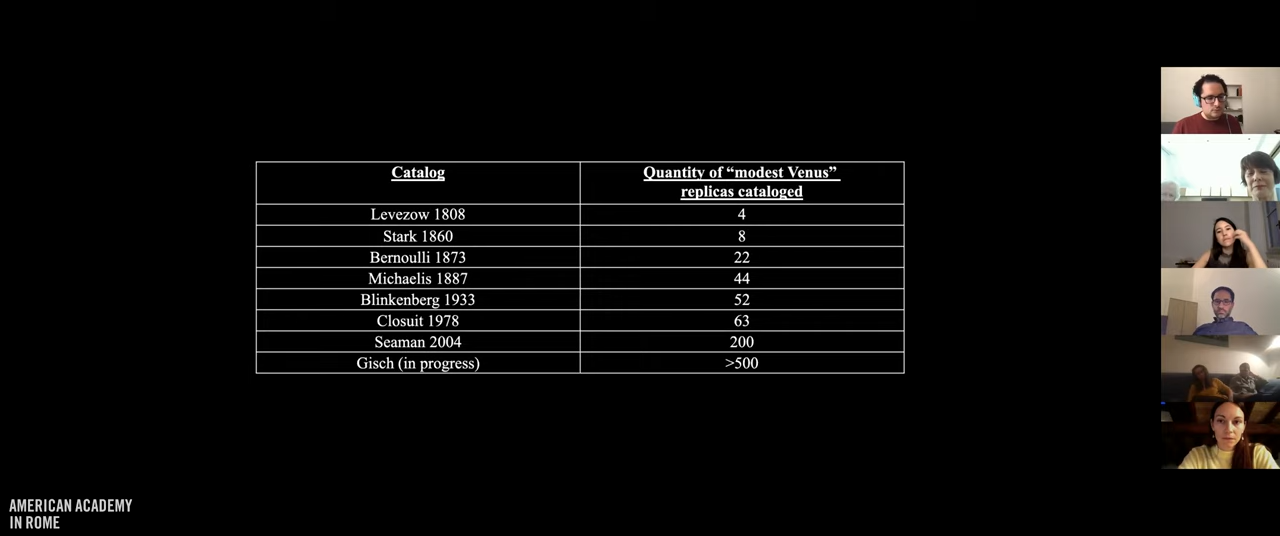 Catalog
Quantity of “modest Venus”
replicas cataloged
Levezow 1808
4
Stark 1860
8
Bernoulli 1873
22
Michaelis 1887
44
Blinkenberg 1933
52
Closuit 1978
63
Seaman 2004
200
Gisch (in progress)
>500
AMERICAN ACADEMY
IN ROME